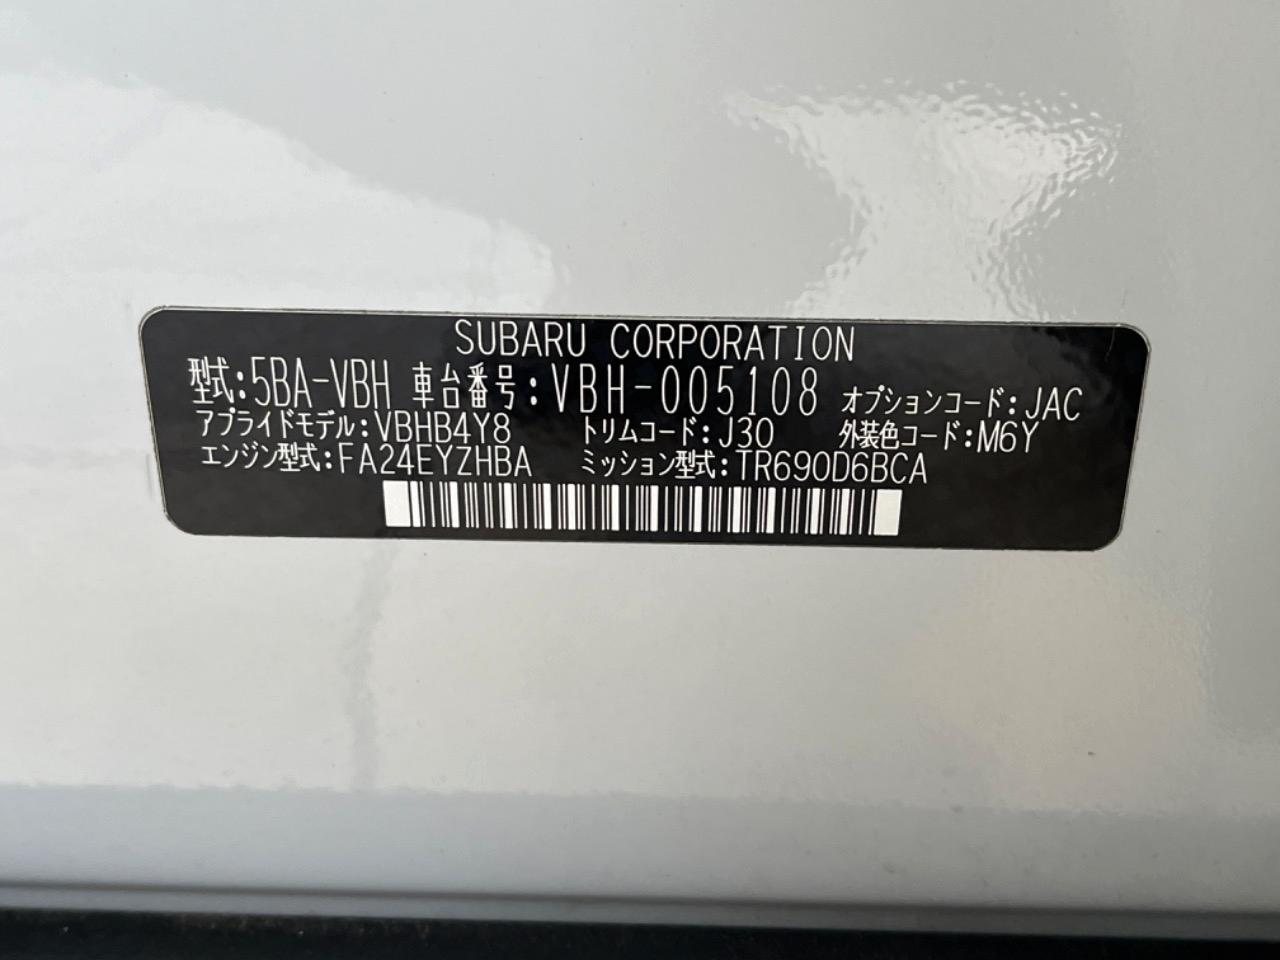 SUBARU CORPORATION
型式:5BA-VBH 車台番号:VBH-005108 オプションコード:JAC
アプライドモデル:VBHB4Y8 トリムコード:J30 外装色コード:M6Y
エンジン型式:FA24EYZHBA ミッション型式:TR690D6BCA